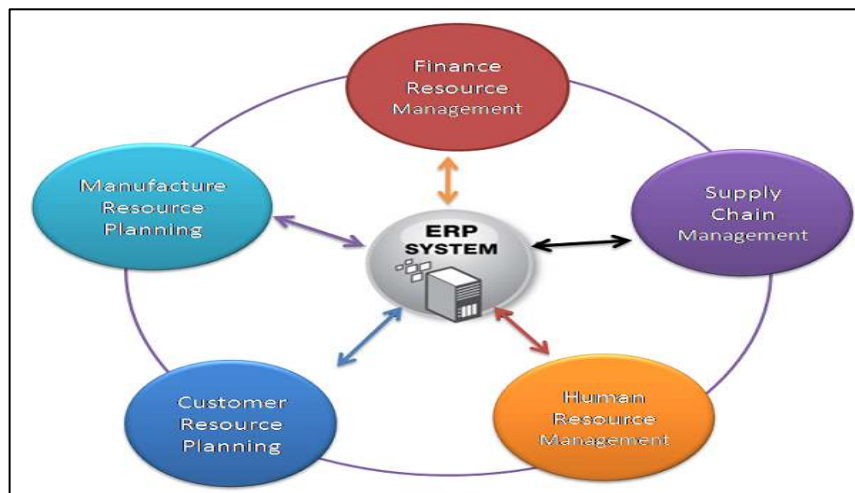 Finance
Resource
Management
Manufacture
Resource
Planning
Supply
Chain
Management
ERP
SYSTEM
Customer
Resource
Planning
Human
Resource
Management